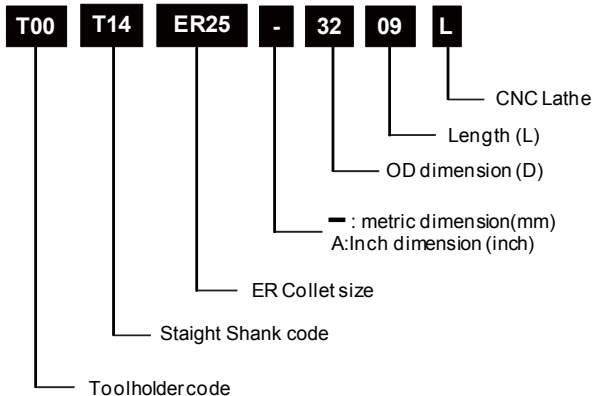 T00 T14 ER25 - 32 09 L
CNC Lathe
Length (L)
OD dimension (D)
- : metric dimension(mm)
A:Inch dimension (inch)
ER Collet size
Staight Shank code
Toolholder code